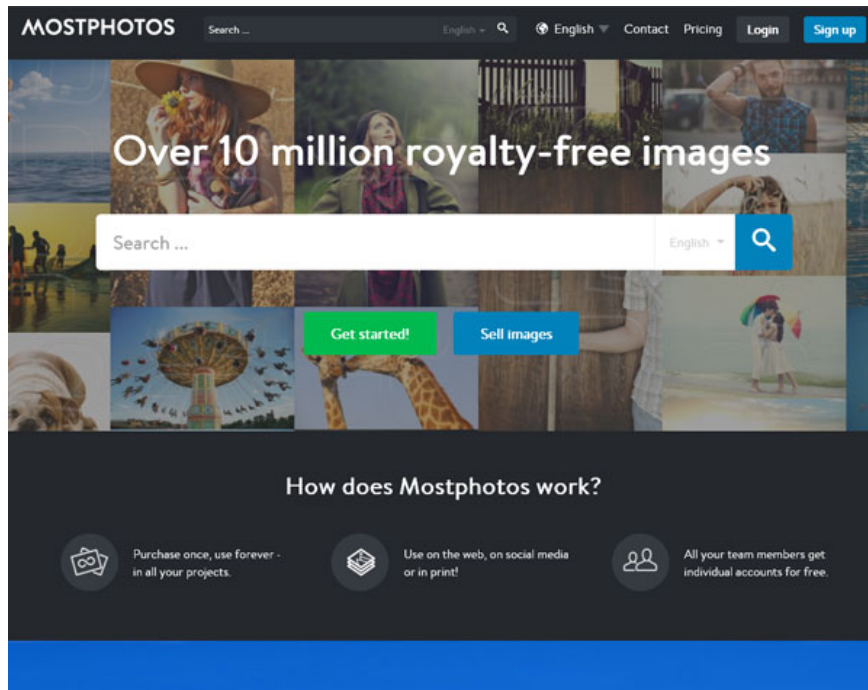 MOSTPHOTOS
Search ...
English
English
Contact
Pricing
Login
Sign up
Over 10 million royalty-free images
Search ...
English
Get started!
Sell images
How does Mostphotos work?
Purchase once, use forever -
in all your projects.
Use on the web, on social media
or in print!
All your team members get
individual accounts for free.